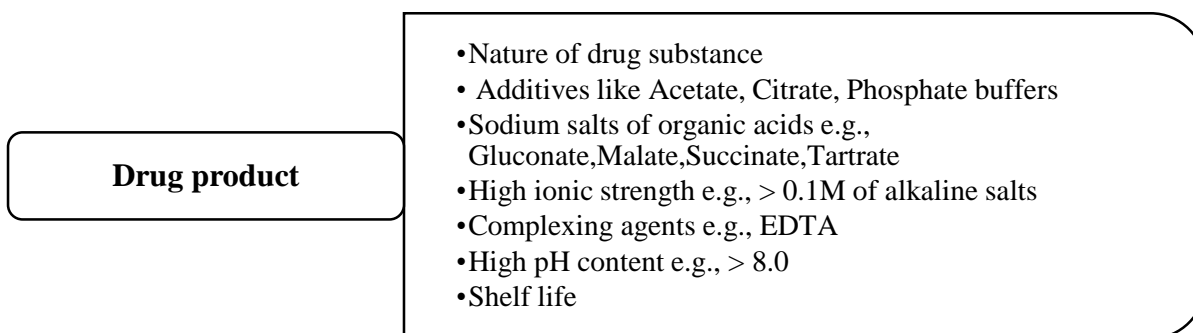 Drug product
•Nature of drug substance
• Additives like Acetate, Citrate, Phosphate buffers
•Sodium salts of organic acids e.g.,
Gluconate,Malate,Succinate,Tartrate
•High ionic strength e.g., > 0.1M of alkaline salts
•Complexing agents e.g., EDTA
•High pH content e.g., > 8.0
•Shelf life